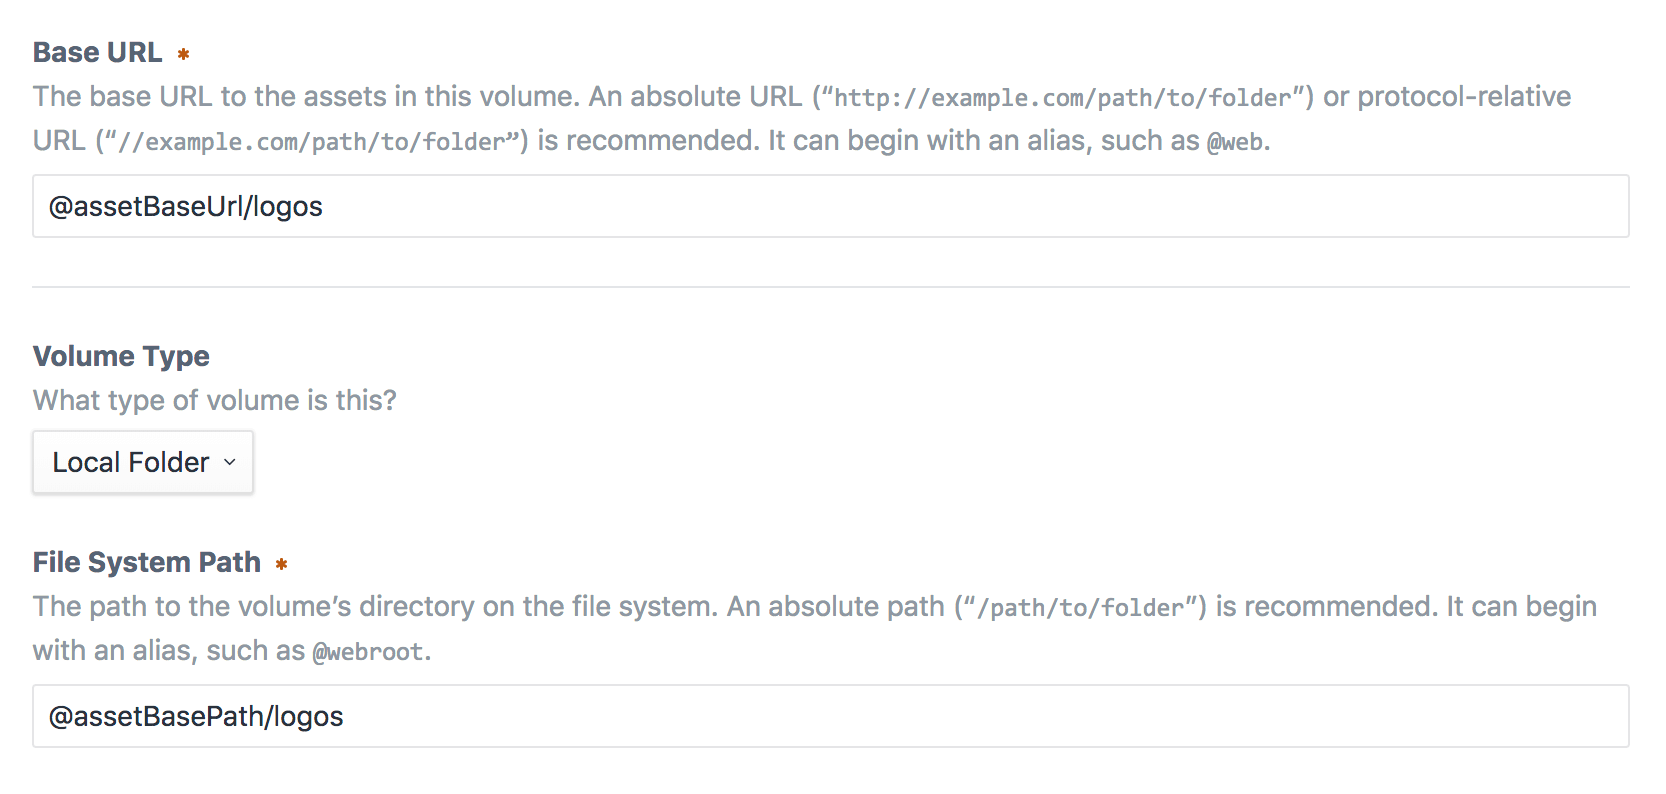 Base URL *
The base URL to the assets in this volume. An absolute URL (“http://example.com/path/to/folder”) or protocol-relative
URL (“//example.com/path/to/folder”) is recommended. It can begin with an alias, such as @web.
@assetBaseUrl/logos
Volume Type
What type of volume is this?
Local Folder
File System Path *
The path to the volume’s directory on the file system. An absolute path (“/path/to/folder”) is recommended. It can begin
with an alias, such as @webroot.
@assetBasePath/logos